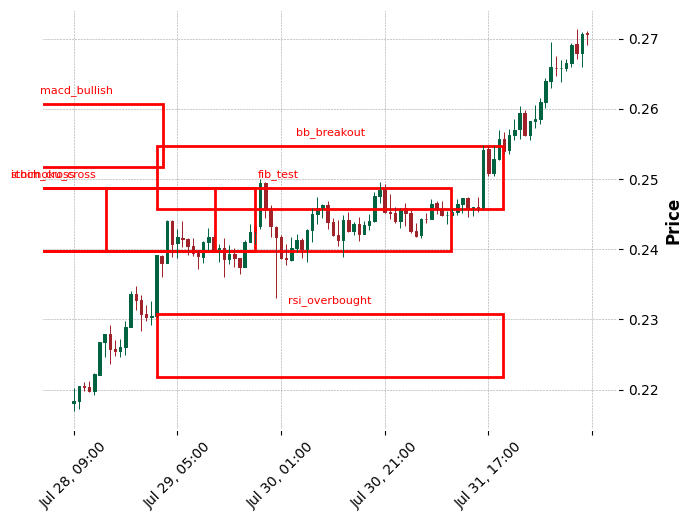 0.27
macd_bullish
0.26
bb_breakout
0.25
fib_test
0.24
rsi_overbought
0.23
0.22
Price
Jul 28, 09:00
Jul 29, 05:00
Jul 30, 01:00
Jul 30, 21:00
Jul 31, 17:00